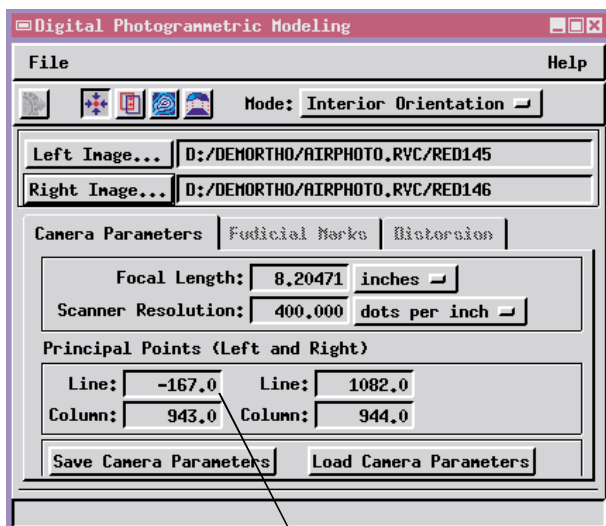 Digital Photogrammetric Modeling
File Help
Mode: Interior Orientation
Left Image... D:/DEMORTHO/AIRPHOTO.RVC/RED145
Right Image... D:/DEMORTHO/AIRPHOTO.RVC/RED146
Camera Parameters Fudicial Marks Distorsion
Focal Length: 8.20471 inches
Scanner Resolution: 400.000 dots per inch
Principal Points (Left and Right)
Line: -167.0 Line: 1082.0
Column: 943.0 Column: 944.0
Save Camera Parameters Load Camera Parameters